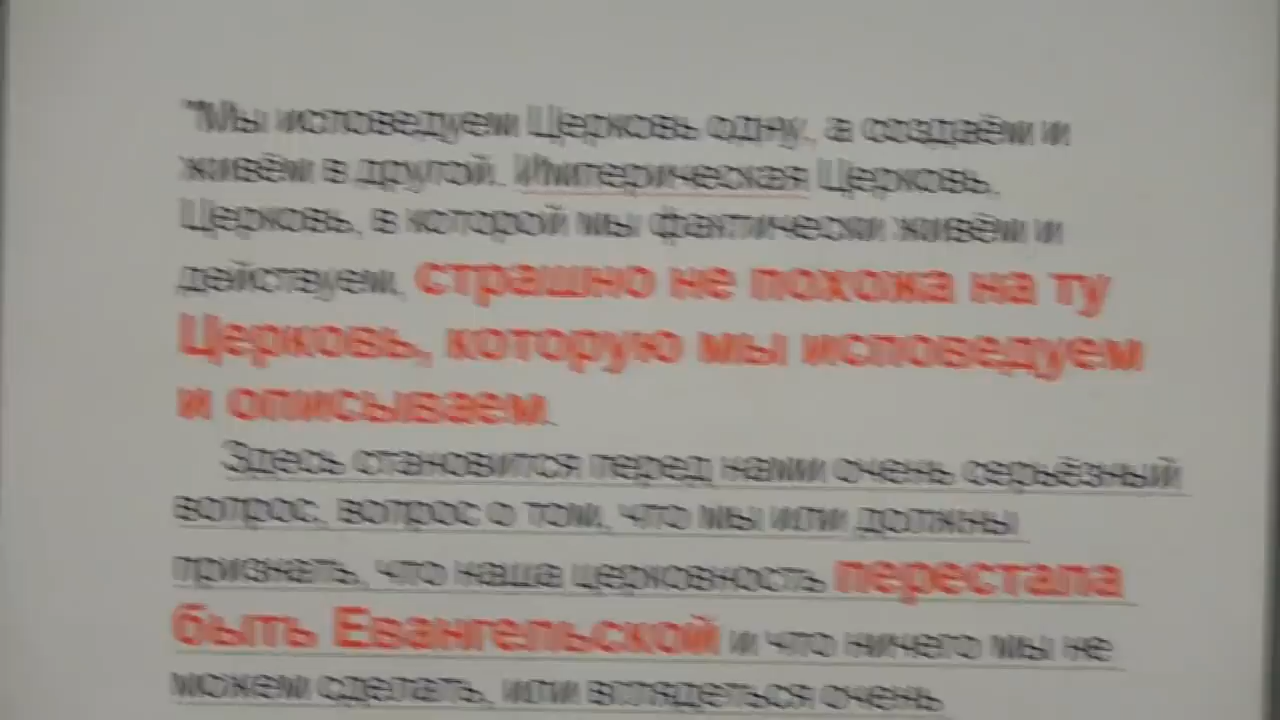 "Мы исповедуем Церковь одну, а создаём и
живём в другой. Империческая Церковь,
Церковь, в которой мы фактически живём и
действуем, страшно не похожа на ту
Церковь, которую мы исповедуем
и описываем.
Здесь становится перед нами очень серьёзный
вопрос, вопрос о том, что мы или должны
признать, что наша церковность перестала
быть Евангельской и что ничего мы не
можем сделать, или вглядеться очень